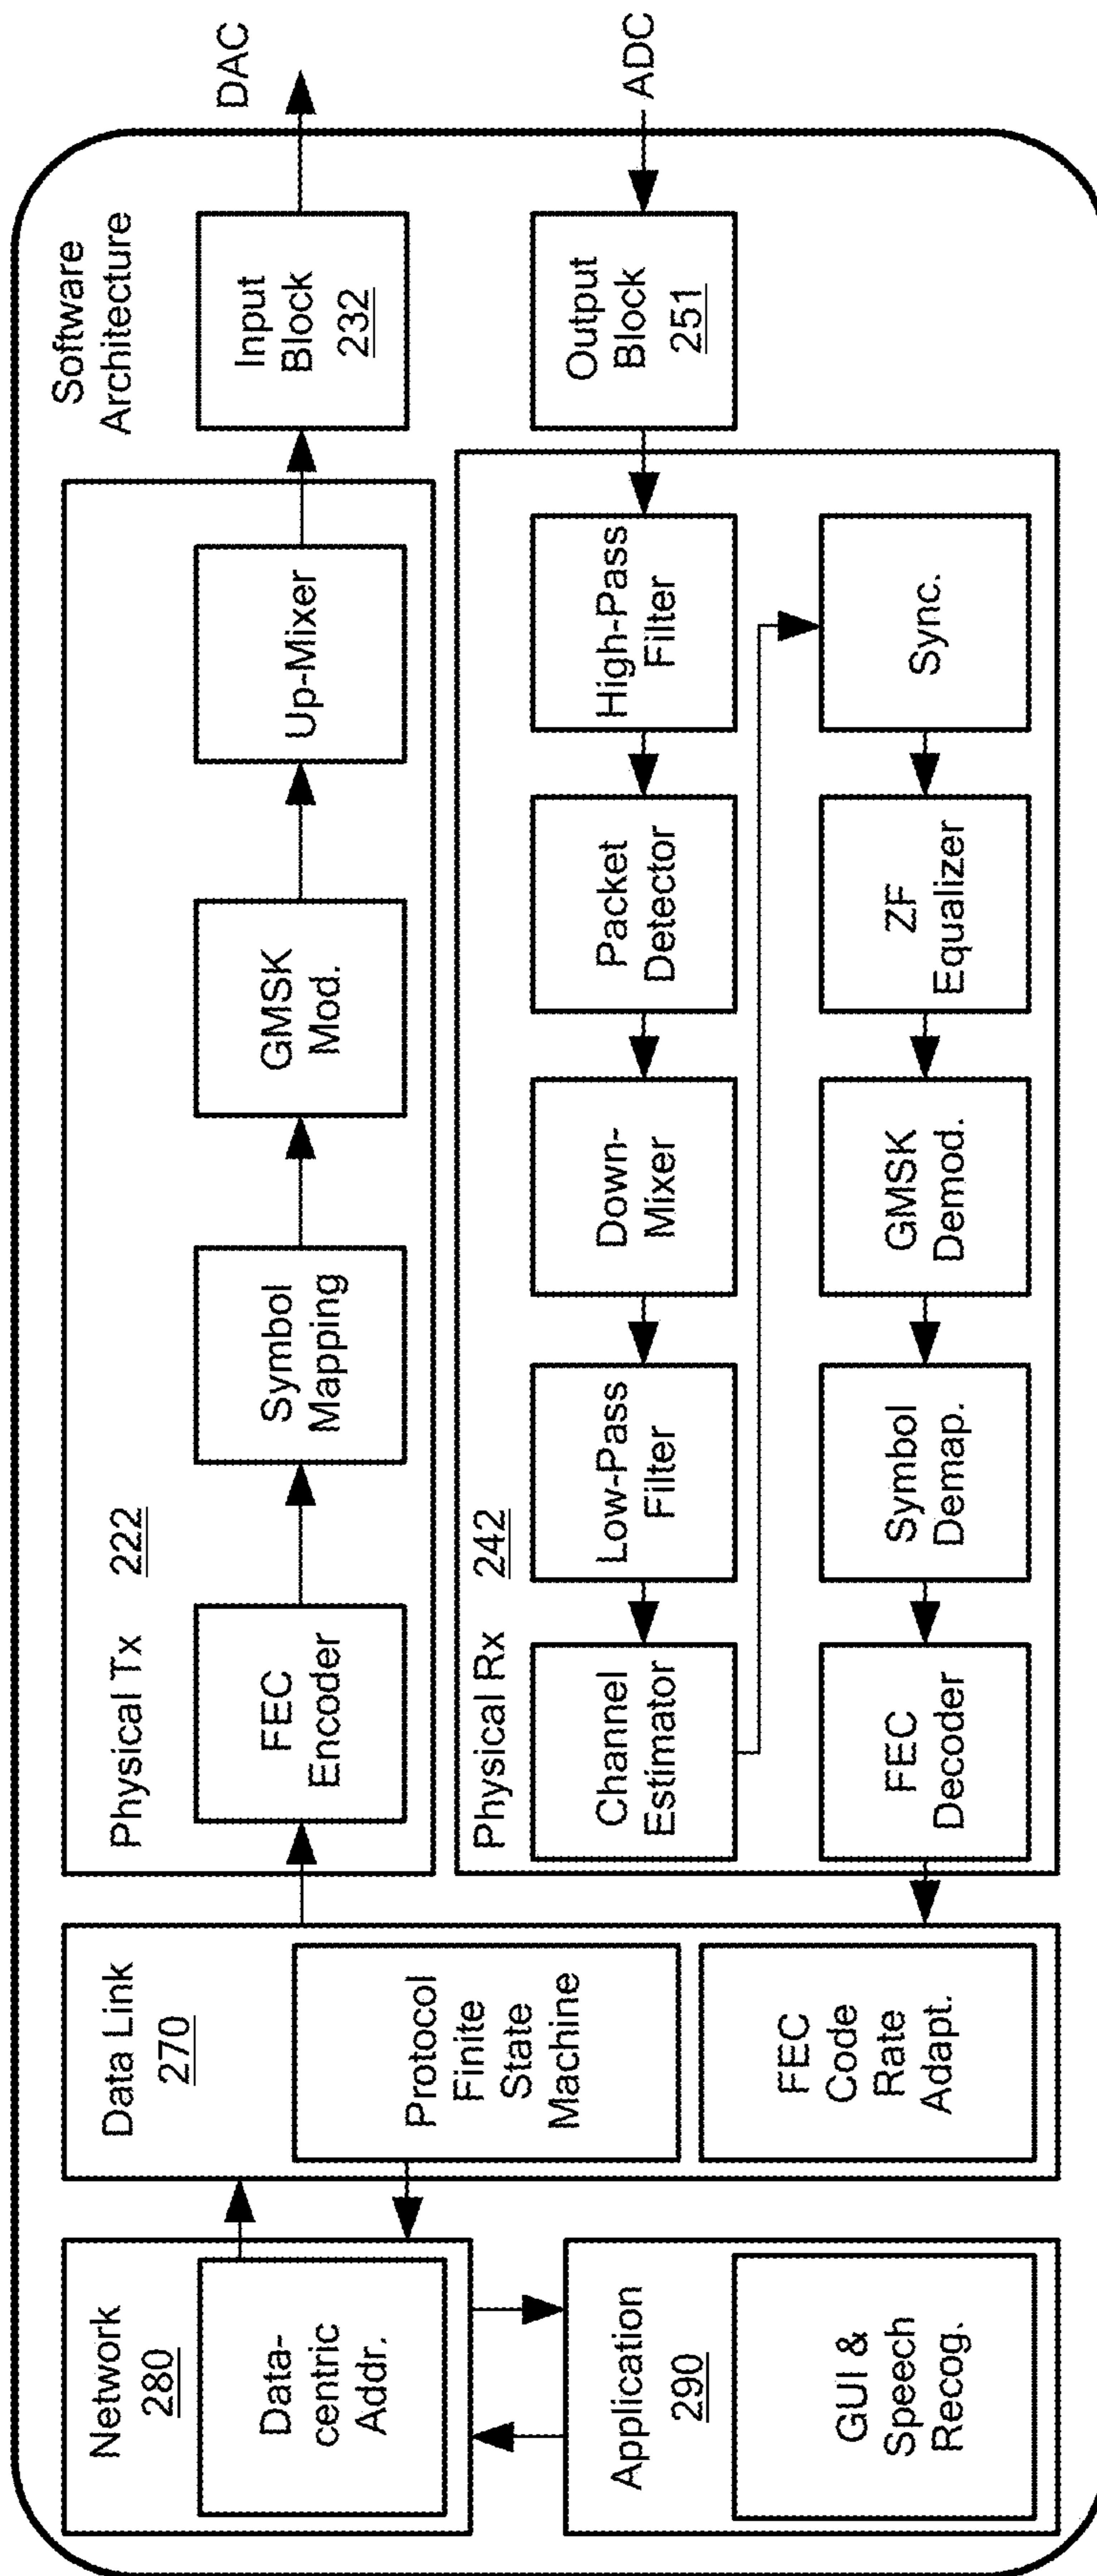 Software
Architecture
DAC
ADC
Network
280
Data-
centric
Addr.
Application
290
GUI &
Speech
Recog.
Data Link
270
Protocol
Finite
State
Machine
FEC
Code
Rate
Adapt.
Physical Tx 222
FEC
Encoder
Symbol
Mapping
GMSK
Mod.
Up-Mixer
Input
Block
232
Physical Rx 242
Output
Block
251
High-Pass
Filter
Packet
Detector
Down-
Mixer
Low-Pass
Filter
Channel
Estimator
Sync.
ZF
Equalizer
GMSK
Demod.
Symbol
Demap.
FEC
Decoder